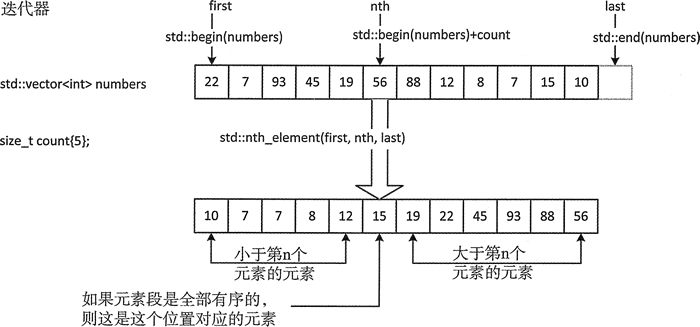 迭代器
first
nth
last
std::begin(numbers)
std::begin(numbers)+count
std::end(numbers)
std::vector<int> numbers
22 7 93 45 19 56 88 12 8 7 15 10
size_t count{5};
std::nth_element(first, nth, last)
10 7 7 8 12 15 19 22 45 93 88 56
小于第n个
元素的元素
大于第n个
元素的元素
如果元素段是全部有序的，
则这是这个位置对应的元素